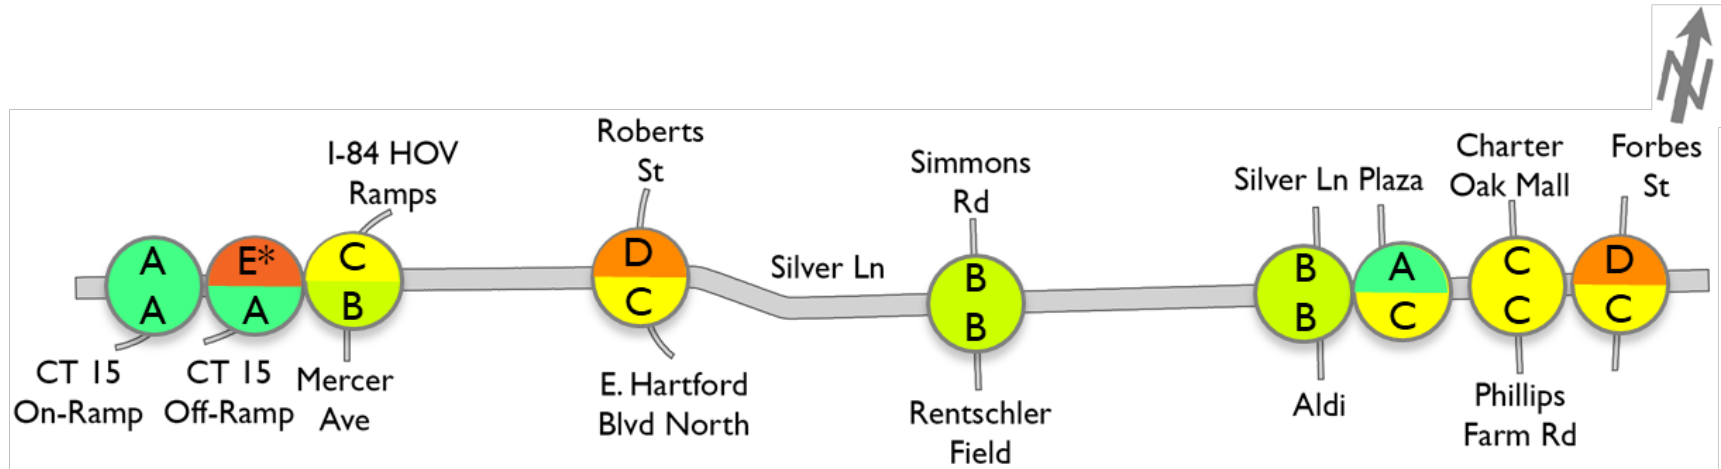 N
I-84 HOV
Ramps
Roberts
St
Simmons
Rd
Silver Ln Plaza
Charter
Oak Mall
Forbes
St
A
A
E*
A
C
B
D
C
Silver Ln
B
B
B
B
A
C
C
C
D
C
CT 15
On-Ramp
CT 15
Off-Ramp
Mercer
Ave
E. Hartford
Blvd North
Rentschler
Field
Aldi
Phillips
Farm Rd